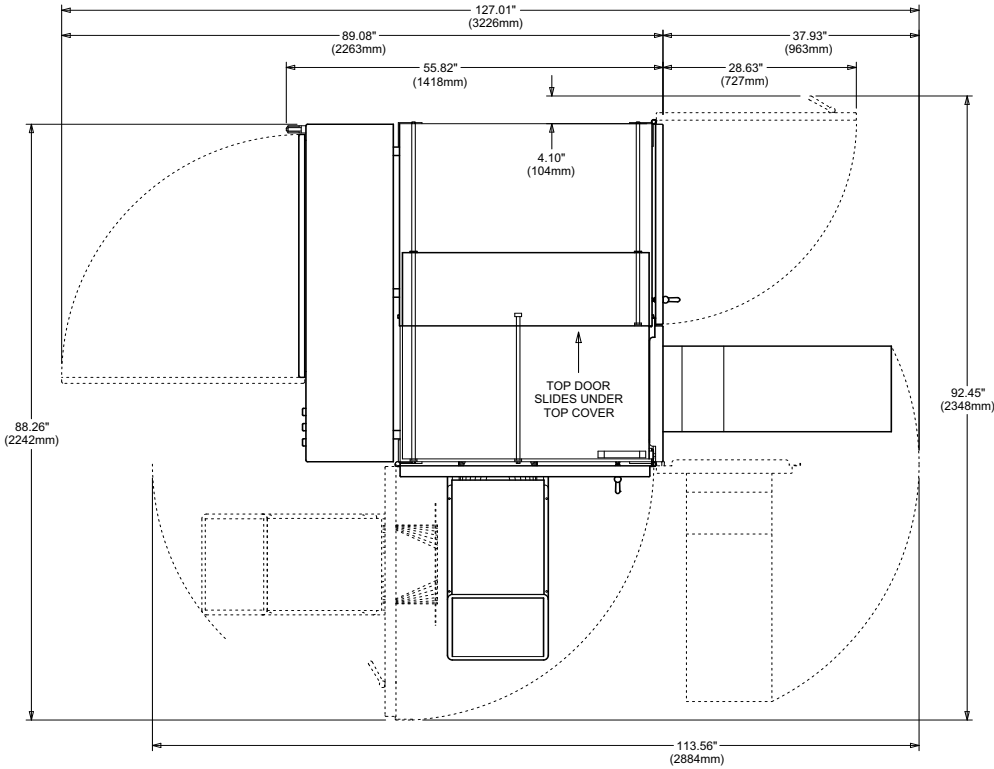 127.01"
(3226mm)
89.08"
(2263mm)
37.93"
(963mm)
55.82"
(1418mm)
28.63"
(727mm)
4.10"
(104mm)
TOP DOOR
SLIDES UNDER
TOP COVER
92.45"
(2348mm)
88.26"
(2242mm)
113.56"
(2884mm)